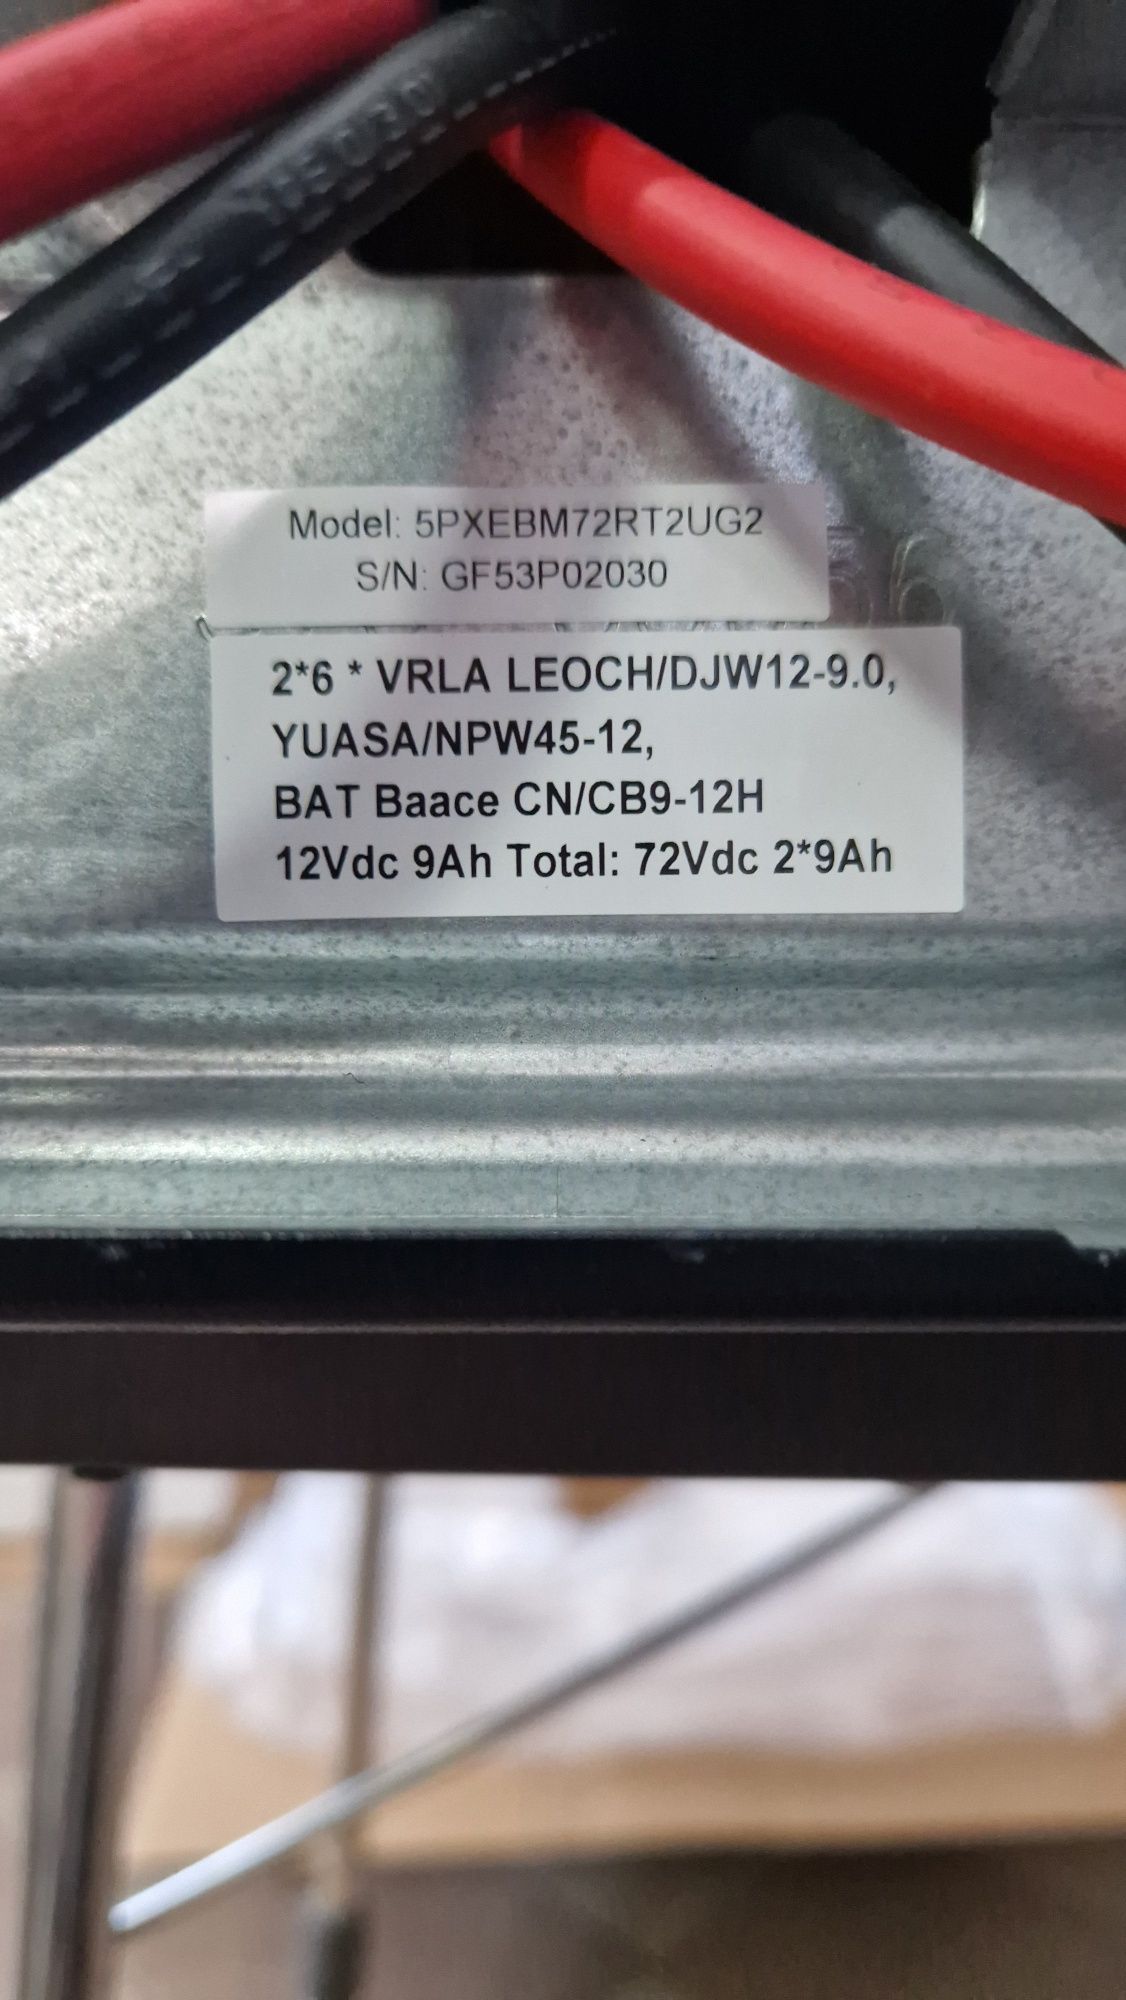 Model: 5PXEBM72RT2UG2
S/N: GF53P02030
2*6 * VRLA LEOCH/DJW12-9.0,
YUASA/NPW45-12,
BAT Baace CN/CB9-12H
12Vdc 9Ah Total: 72Vdc 2*9Ah